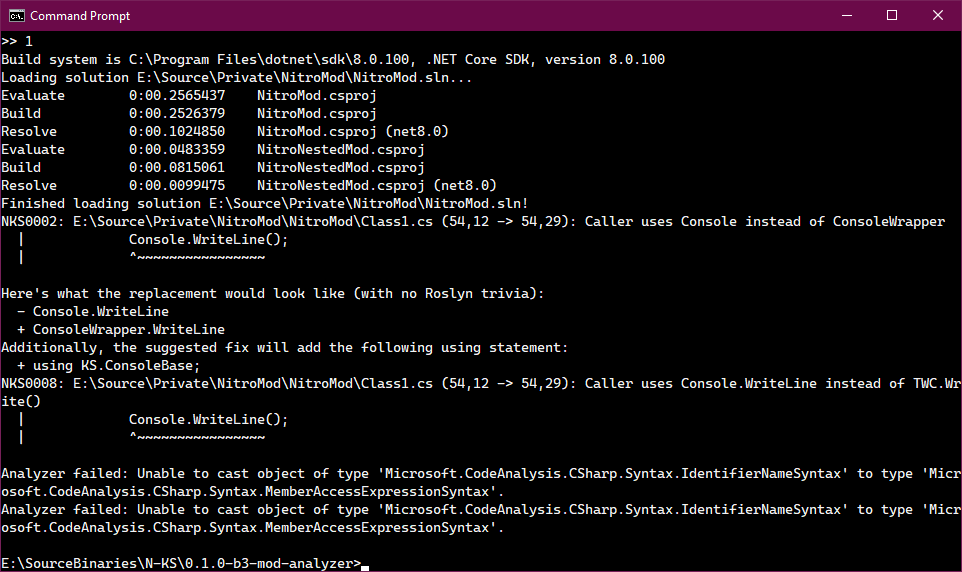 Command Prompt
>> 1
Build system is C:\Program Files\dotnet\sdk\8.0.100, .NET Core SDK, version 8.0.100
Loading solution E:\Source\Private\NitroMod\NitroMod.sln...
Evaluate        0:00.2565437    NitroMod.csproj
Build           0:00.2526379    NitroMod.csproj
Resolve         0:00.1024850    NitroMod.csproj (net8.0)
Evaluate        0:00.0483359    NitroNestedMod.csproj
Build           0:00.0815061    NitroNestedMod.csproj
Resolve         0:00.0099475    NitroNestedMod.csproj (net8.0)
Finished loading solution E:\Source\Private\NitroMod\NitroMod.sln!
NKS0002: E:\Source\Private\NitroMod\NitroMod\Class1.cs (54,12 -> 54,29): Caller uses Console instead of ConsoleWrapper
  |             Console.WriteLine();
  |             ^~~~~~~~~~~~~~~~~
Here's what the replacement would look like (with no Roslyn trivia):
  - Console.WriteLine
  + ConsoleWrapper.WriteLine
Additionally, the suggested fix will add the following using statement:
  + using KS.ConsoleBase;
NKS0008: E:\Source\Private\NitroMod\NitroMod\Class1.cs (54,12 -> 54,29): Caller uses Console.WriteLine instead of TWC.Wr
ite()
  |             Console.WriteLine();
  |             ^~~~~~~~~~~~~~~~~
Analyzer failed: Unable to cast object of type 'Microsoft.CodeAnalysis.CSharp.Syntax.IdentifierNameSyntax' to type 'Micr
osoft.CodeAnalysis.CSharp.Syntax.MemberAccessExpressionSyntax'.
Analyzer failed: Unable to cast object of type 'Microsoft.CodeAnalysis.CSharp.Syntax.IdentifierNameSyntax' to type 'Micr
osoft.CodeAnalysis.CSharp.Syntax.MemberAccessExpressionSyntax'.
E:\SourceBinaries\N-KS\0.1.0-b3-mod-analyzer>